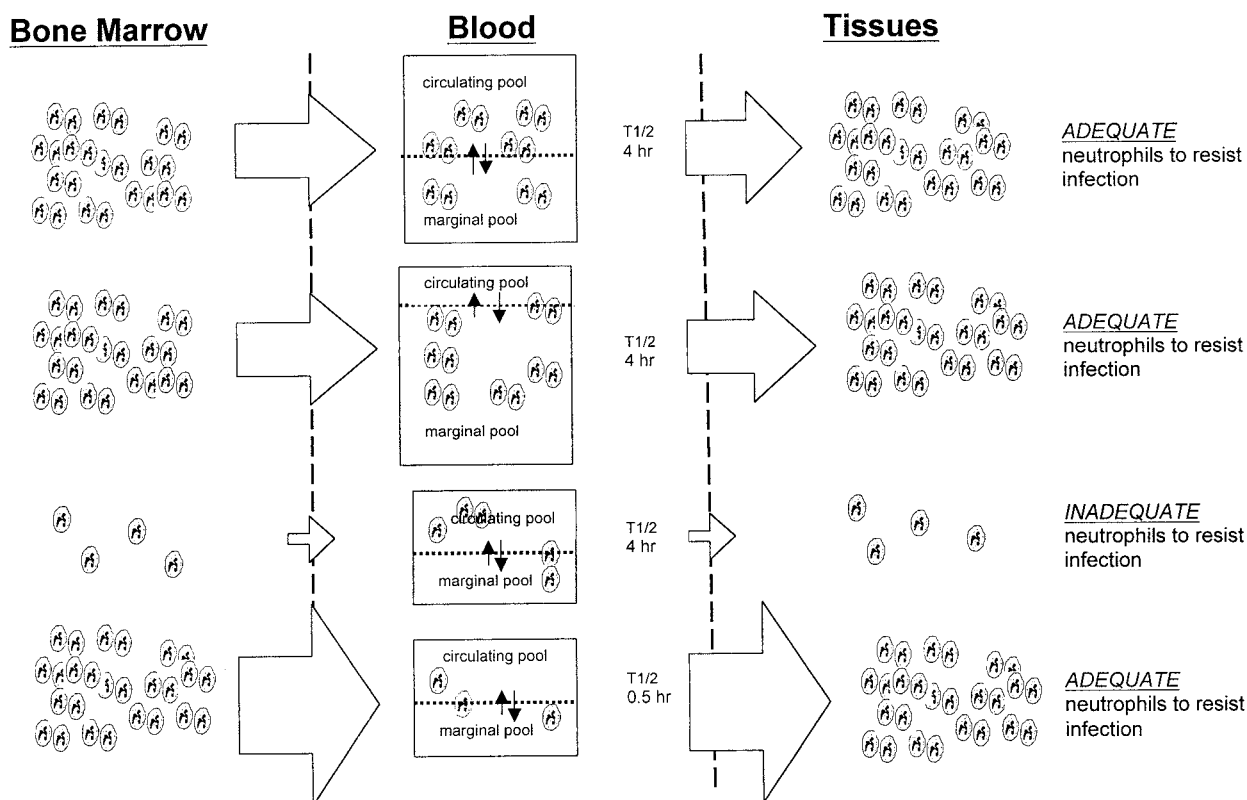 Bone Marrow
Blood
Tissues
circulating pool
marginal pool
T1/2
4 hr
ADEQUATE
neutrophils to resist
infection
circulating pool
marginal pool
T1/2
4 hr
ADEQUATE
neutrophils to resist
infection
circulating pool
marginal pool
T1/2
4 hr
INADEQUATE
neutrophils to resist
infection
circulating pool
marginal pool
T1/2
0.5 hr
ADEQUATE
neutrophils to resist
infection